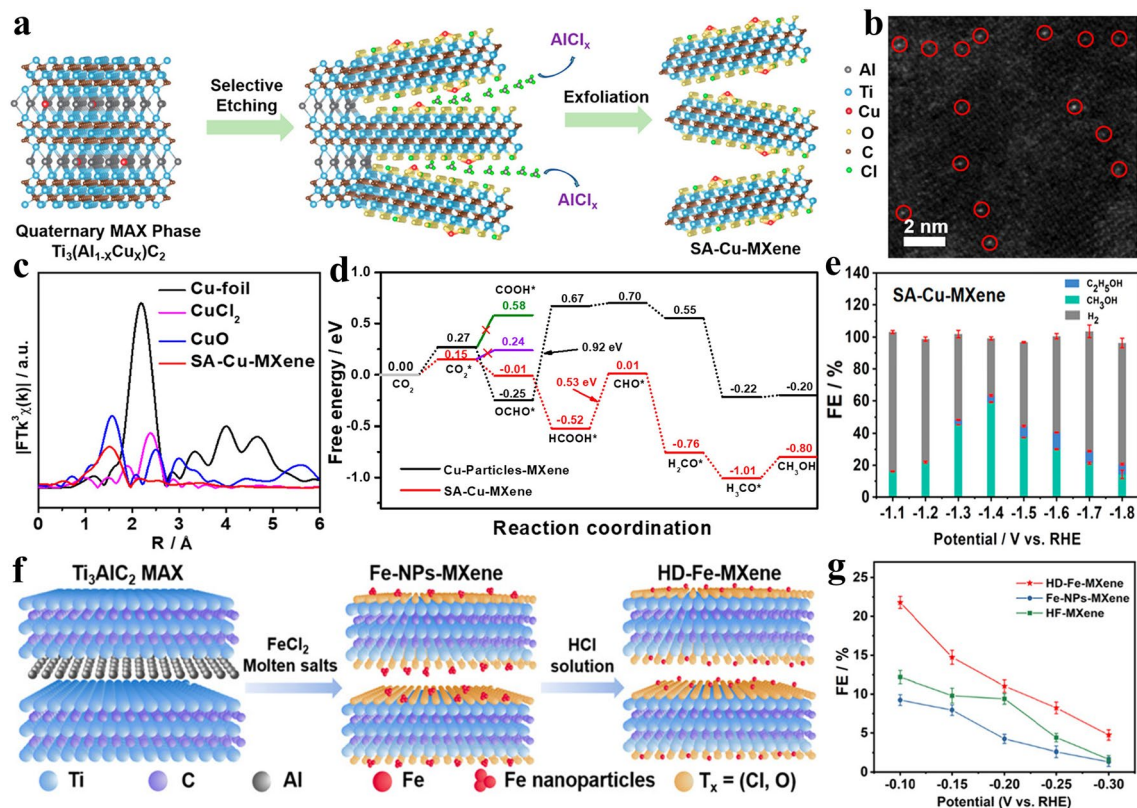 a
AlClₓ
Selective
Etching
Exfoliation
AlClₓ
Quaternary MAX Phase
Ti₃(Al₁₋ₓCuₓ)C₂
SA-Cu-MXene
Al
Ti
Cu
O
C
Cl
b
2 nm
c
Cu-foil
CuCl₂
CuO
SA-Cu-MXene
|FTk³χ(k)| / a.u.
0 1 2 3 4 5 6
R / Å
d
1.0
0.5
0.0
-0.5
-1.0
Free energy / eV
COOH*
0.58
0.67
0.70
0.55
0.27
0.24
0.00
0.15
CO₂
CO₂*
-0.01
0.92 eV
0.01
CHO*
-0.25
OCHO*
0.53 eV
-0.22
-0.20
-0.52
HCOOH*
-0.76
H₂CO*
-0.80
CH₃OH
-1.01
H₃CO*
Cu-Particles-MXene
SA-Cu-MXene
Reaction coordination
e
SA-Cu-MXene
C₂H₅OH
CH₃OH
H₂
FE / %
140
120
100
80
60
40
20
0
-1.1 -1.2 -1.3 -1.4 -1.5 -1.6 -1.7 -1.8
Potential / V vs. RHE
f
Ti₃AlC₂ MAX
Fe-NPs-MXene
HD-Fe-MXene
FeCl₂
Molten salts
HCl
solution
Ti
C
Al
Fe
Fe nanoparticles
Tₓ = (Cl, O)
g
HD-Fe-MXene
Fe-NPs-MXene
HF-MXene
FE / %
25
20
15
10
5
0
-0.10 -0.15 -0.20 -0.25 -0.30
Potential (V vs. RHE)